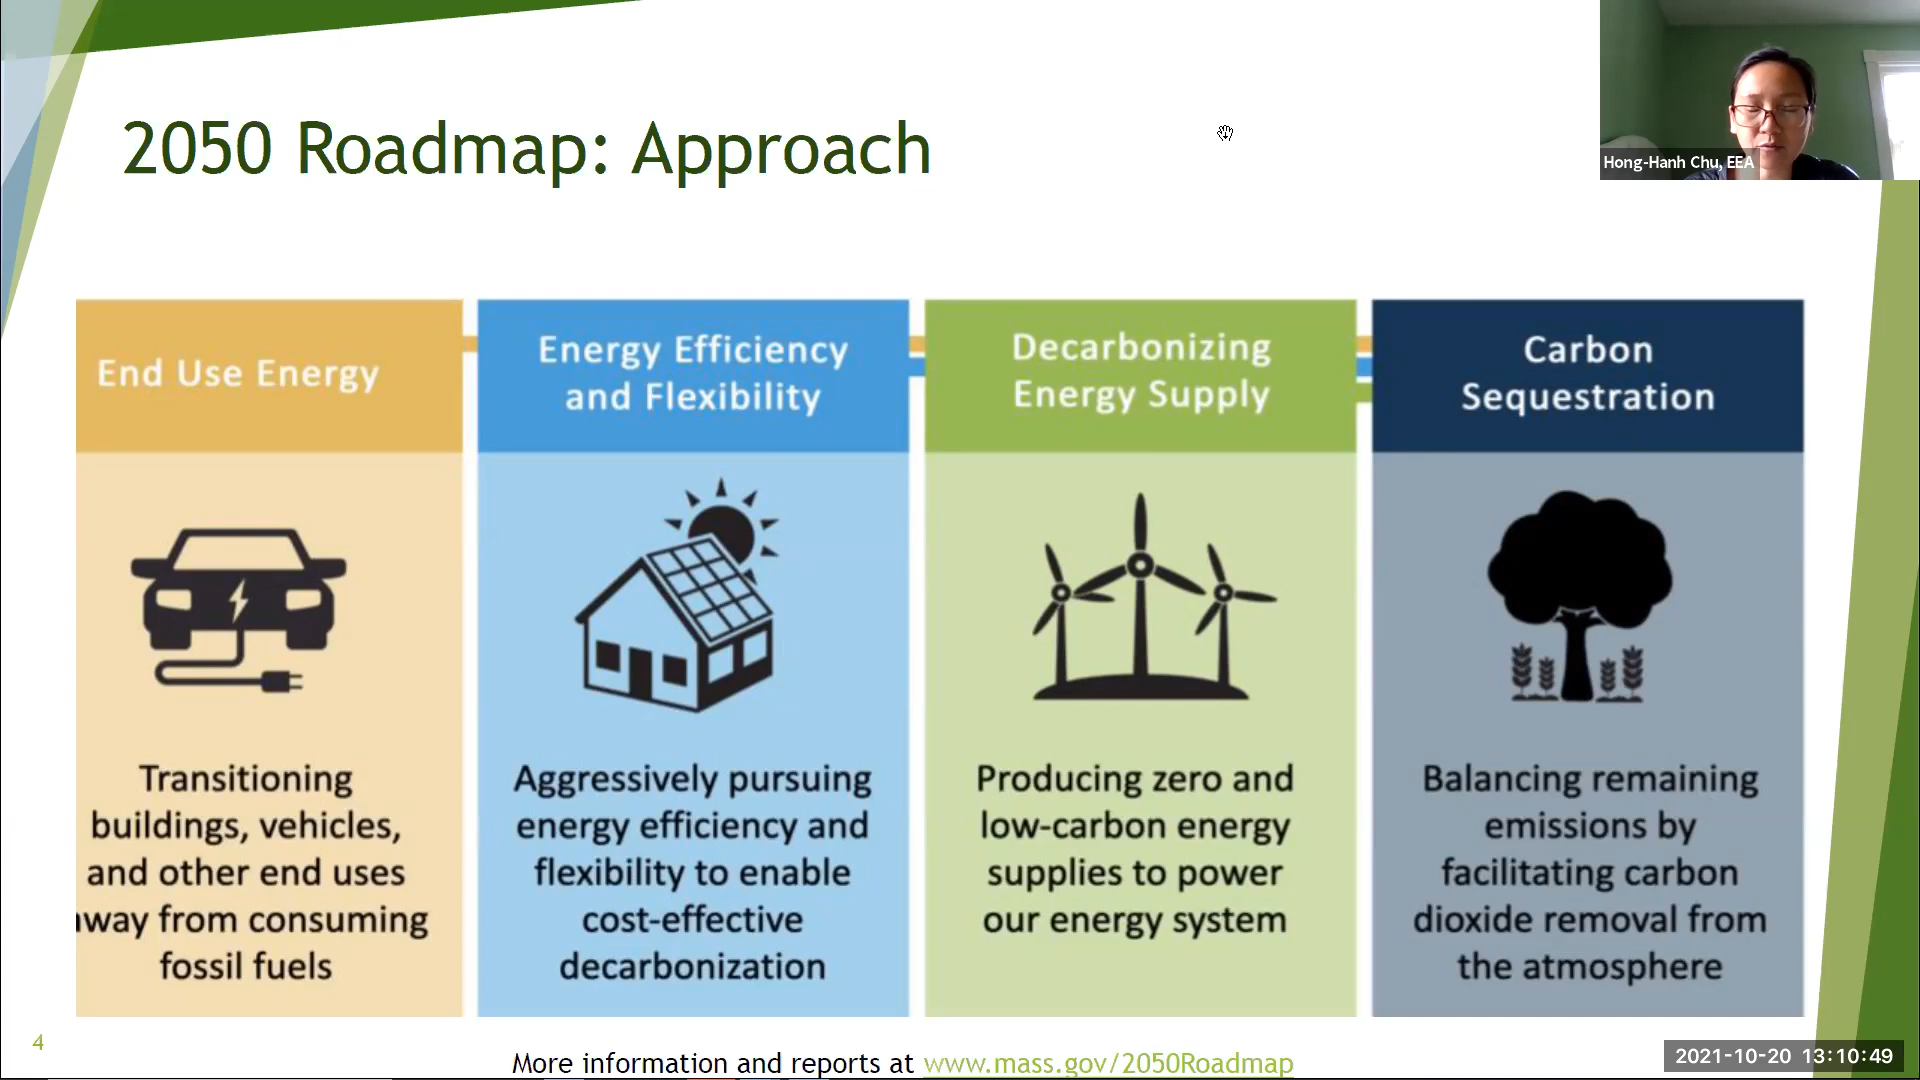 2050 Roadmap: Approach
Hong-Hanh Chu, EEA
End Use Energy
Transitioning
buildings, vehicles,
and other end uses
away from consuming
fossil fuels
Energy Efficiency
and Flexibility
Aggressively pursuing
energy efficiency and
flexibility to enable
cost-effective
decarbonization
Decarbonizing
Energy Supply
Producing zero and
low-carbon energy
supplies to power
our energy system
Carbon
Sequestration
Balancing remaining
emissions by
facilitating carbon
dioxide removal from
the atmosphere
4
More information and reports at www.mass.gov/2050Roadmap
2021-10-20 13:10:49